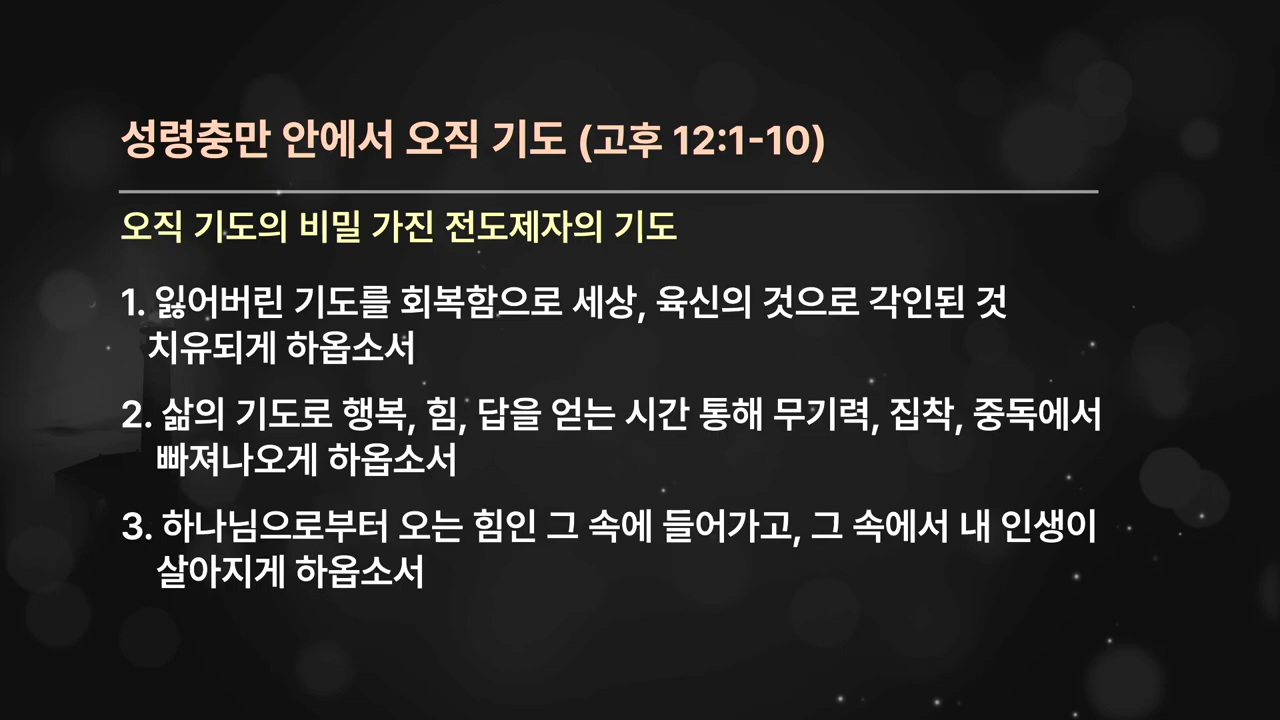 성령충만 안에서 오직 기도 (고후 12:1-10)
오직 기도의 비밀 가진 전도제자의 기도
1. 잃어버린 기도를 회복함으로 세상, 육신의 것으로 각인된 것
치유되게 하옵소서
2. 삶의 기도로 행복, 힘, 답을 얻는 시간 통해 무기력, 집착, 중독에서
빠져나오게 하옵소서
3. 하나님으로부터 오는 힘인 그 속에 들어가고, 그 속에서 내 인생이
살아지게 하옵소서